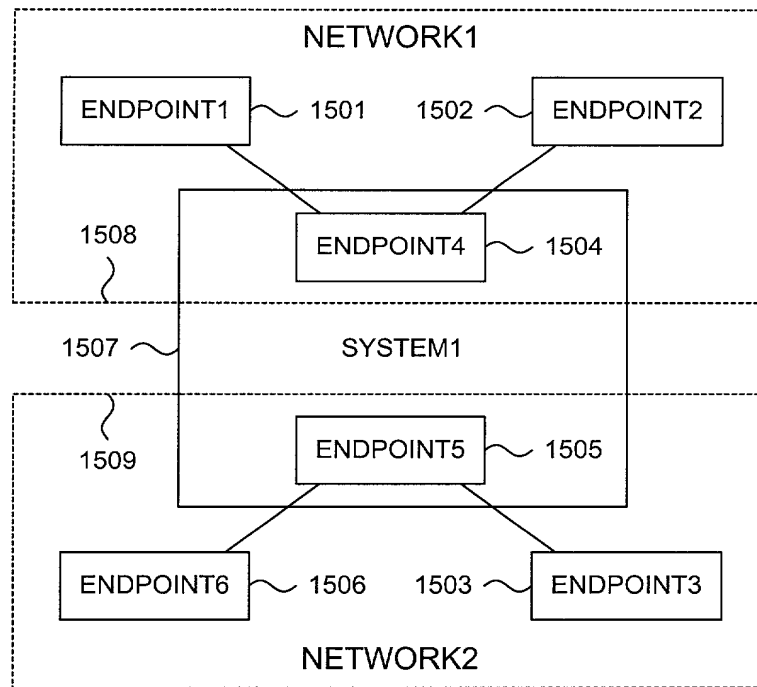 NETWORK1
ENDPOINT1 1501 1502 ENDPOINT2
1508
ENDPOINT4 1504
1507
SYSTEM1
1509
ENDPOINT5 1505
ENDPOINT6 1506 1503 ENDPOINT3
NETWORK2